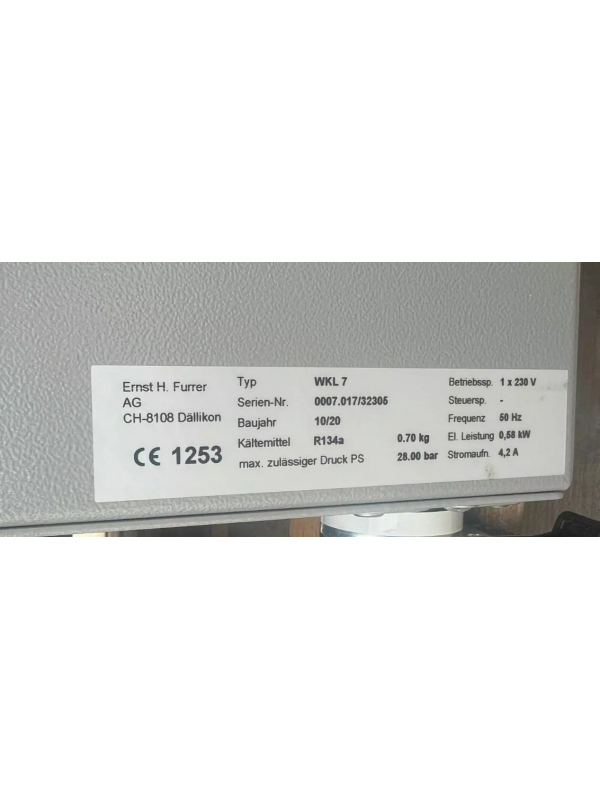 Ernst H. Furrer
AG
CH-8108 Dällikon
CE 1253
Typ WKL 7
Serien-Nr. 0007.017/32305
Baujahr 10/20
Kältemittel R134a 0.70 kg
max. zulässiger Druck PS 28.00 bar
Betriebssp. 1 x 230 V
Steuersp. -
Frequenz 50 Hz
El. Leistung 0,58 kW
Stromaufn. 4,2 A